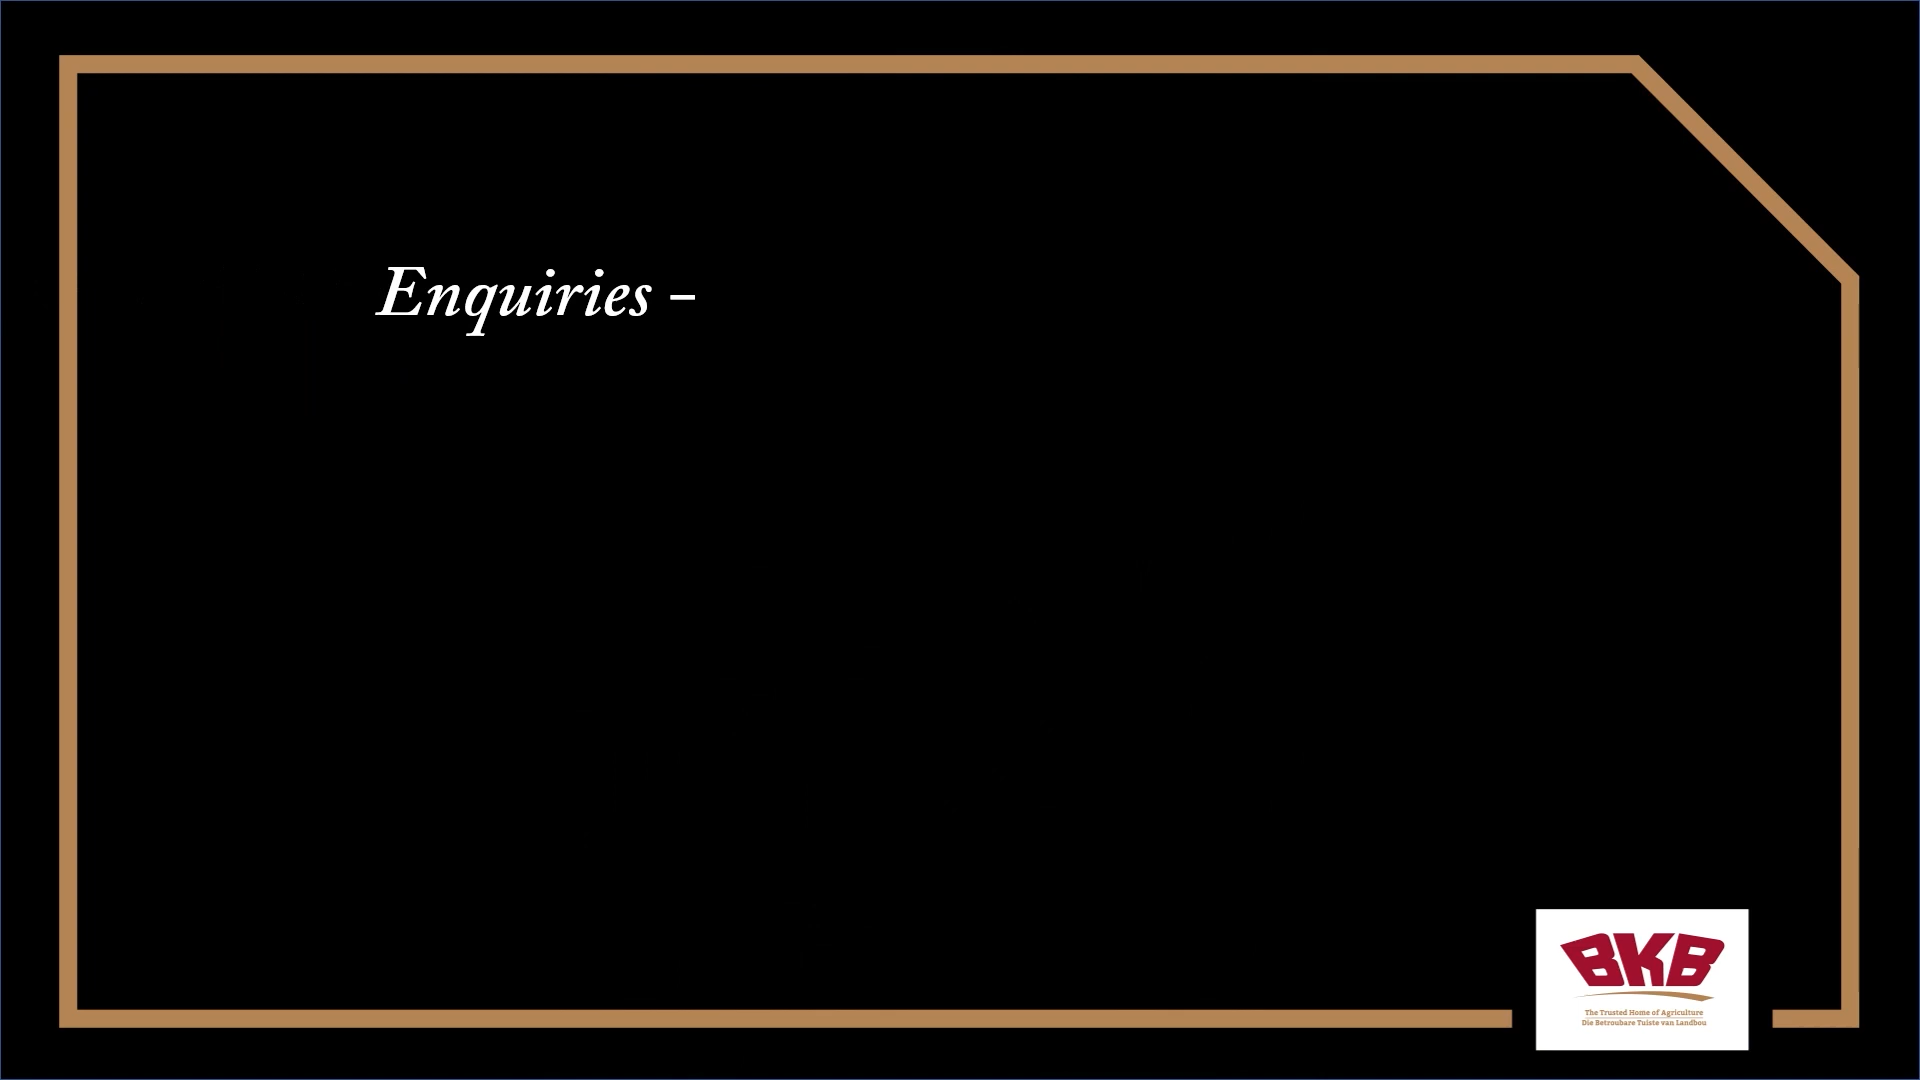 Enquiries –
BKB
The Trusted Home of Agriculture
Die Betroubare Tuiste van Landbou